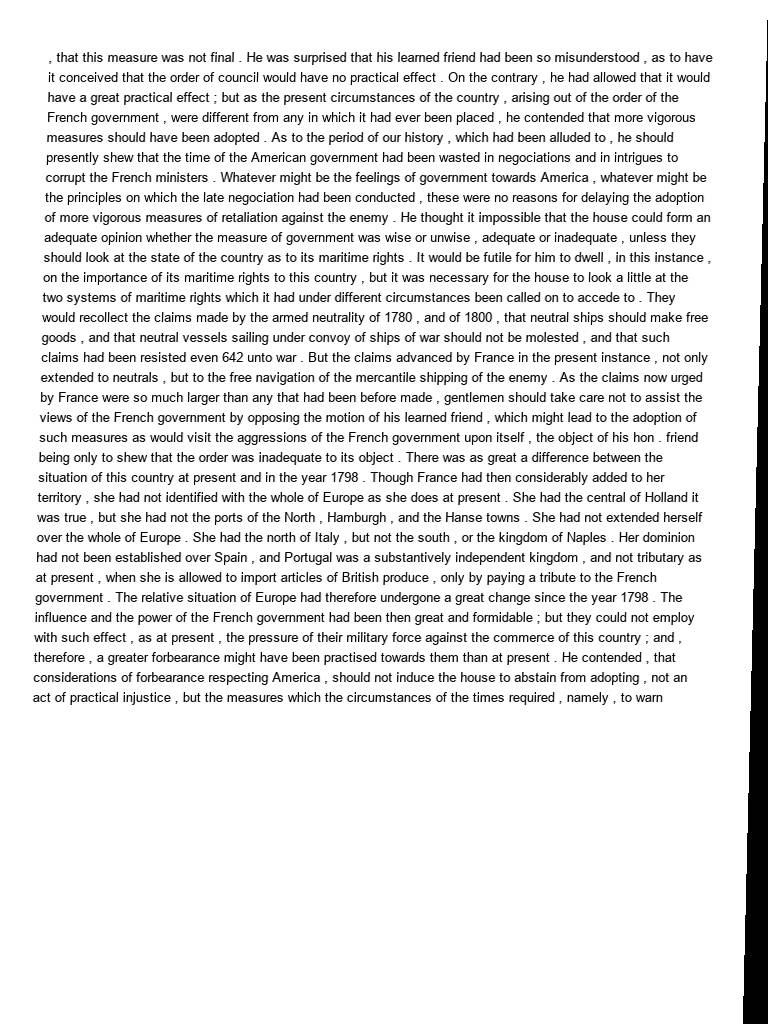 , that this measure was not final . He was surprised that his learned friend had been so misunderstood , as to have
it conceived that the order of council would have no practical effect . On the contrary , he had allowed that it would
have a great practical effect ; but as the present circumstances of the country , arising out of the order of the
French government , were different from any in which it had ever been placed , he contended that more vigorous
measures should have been adopted . As to the period of our history , which had been alluded to , he should
presently shew that the time of the American government had been wasted in negociations and in intrigues to
corrupt the French ministers . Whatever might be the feelings of government towards America , whatever might be
the principles on which the late negociation had been conducted , these were no reasons for delaying the adoption
of more vigorous measures of retaliation against the enemy . He thought it impossible that the house could form an
adequate opinion whether the measure of government was wise or unwise , adequate or inadequate , unless they
should look at the state of the country as to its maritime rights . It would be futile for him to dwell , in this instance ,
on the importance of its maritime rights to this country , but it was necessary for the house to look a little at the
two systems of maritime rights which it had under different circumstances been called on to accede to . They
would recollect the claims made by the armed neutrality of 1780 , and of 1800 , that neutral ships should make free
goods , and that neutral vessels sailing under convoy of ships of war should not be molested , and that such
claims had been resisted even 642 unto war . But the claims advanced by France in the present instance , not only
extended to neutrals , but to the free navigation of the mercantile shipping of the enemy . As the claims now urged
by France were so much larger than any that had been before made , gentlemen should take care not to assist the
views of the French government by opposing the motion of his learned friend , which might lead to the adoption of
such measures as would visit the aggressions of the French government upon itself , the object of his hon . friend
being only to shew that the order was inadequate to its object . There was as great a difference between the
situation of this country at present and in the year 1798 . Though France had then considerably added to her
territory , she had not identified with the whole of Europe as she does at present . She had the central of Holland it
was true , but she had not the ports of the North , Hamburgh , and the Hanse towns . She had not extended herself
over the whole of Europe . She had the north of Italy , but not the south , or the kingdom of Naples . Her dominion
had not been established over Spain , and Portugal was a substantively independent kingdom , and not tributary as
at present , when she is allowed to import articles of British produce , only by paying a tribute to the French
government . The relative situation of Europe had therefore undergone a great change since the year 1798 . The
influence and the power of the French government had been then great and formidable ; but they could not employ
with such effect , as at present , the pressure of their military force against the commerce of this country ; and ,
therefore , a greater forbearance might have been practised towards them than at present . He contended , that
considerations of forbearance respecting America , should not induce the house to abstain from adopting , not an
act of practical injustice , but the measures which the circumstances of the times required , namely , to warn